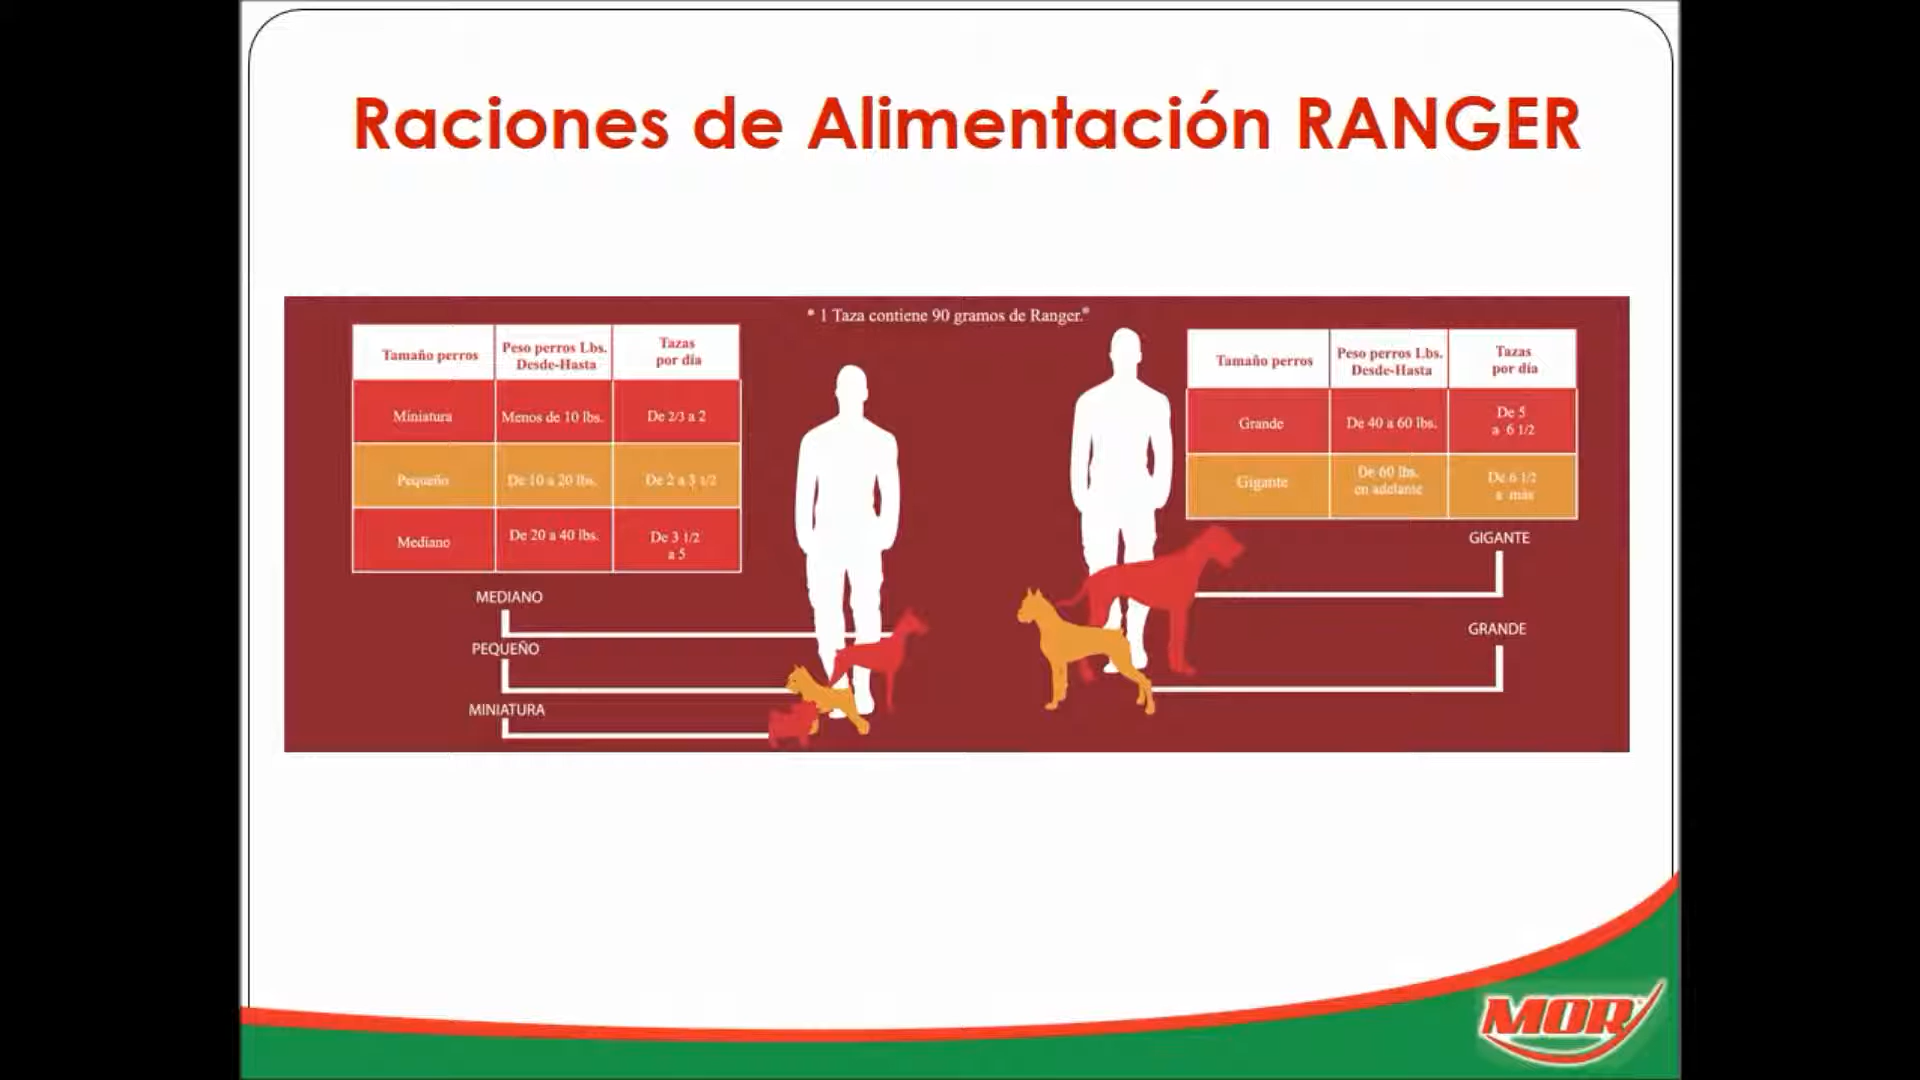 Raciones de Alimentación RANGER
* 1 Taza contiene 90 gramos de Ranger.*
Tamaño perros
Peso perros Lbs.
Desde-Hasta
Tazas
por día
Miniatura
Menos de 10 lbs.
De 2/3 a 2
Pequeño
De 10 a 20 lbs.
De 2 a 3 1/2
Mediano
De 20 a 40 lbs.
De 3 1/2
a 5
MEDIANO
PEQUEÑO
MINIATURA
Tamaño perros
Peso perros Lbs.
Desde-Hasta
Tazas
por día
Grande
De 40 a 60 lbs.
De 5
a 6 1/2
Gigante
De 60 lbs.
en adelante
De 6 1/2
a más
GIGANTE
GRANDE
MOR